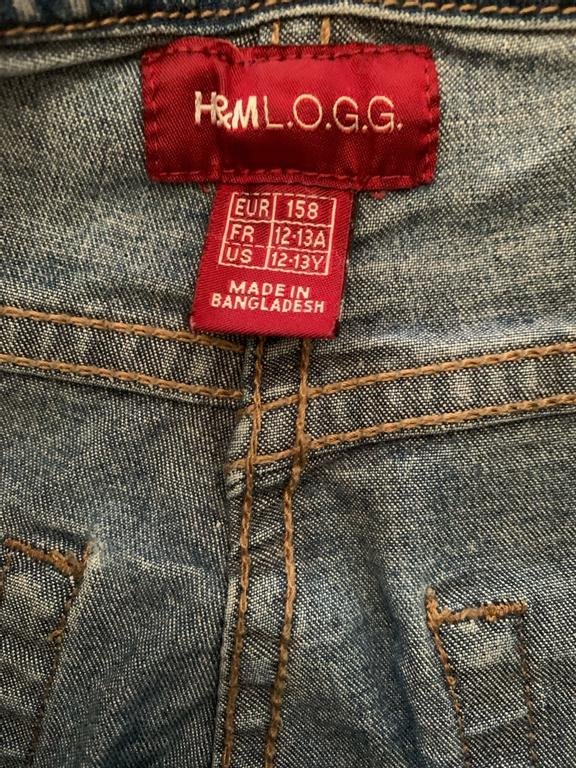 H&M L.O.G.G.
EUR 158
FR 12-13A
US 12-13Y
MADE IN
BANGLADESH